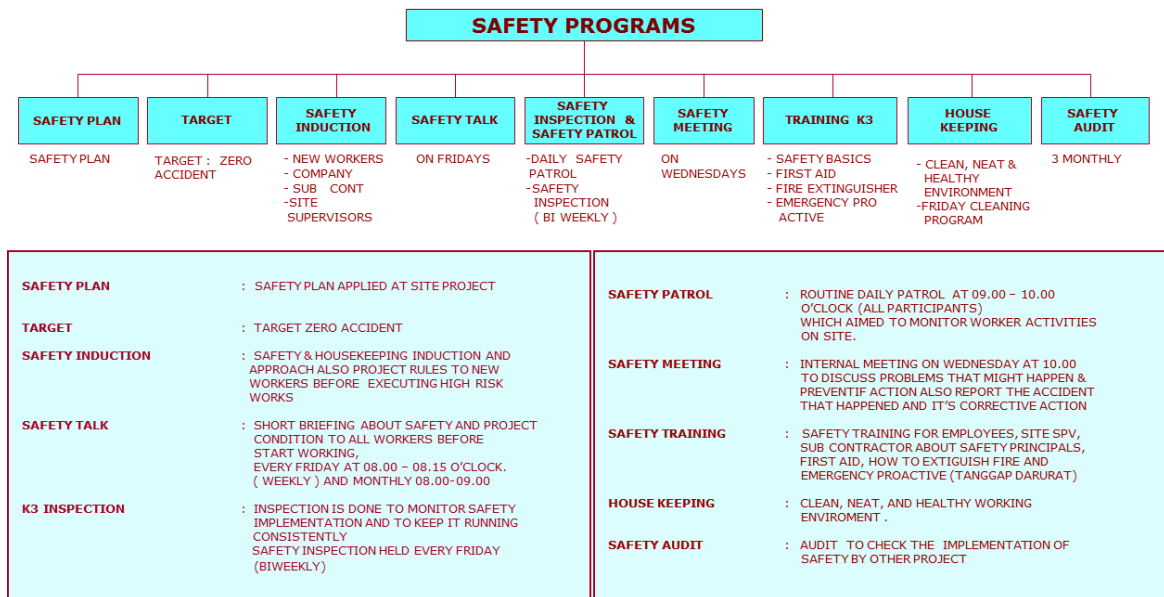 SAFETY PROGRAMS
SAFETY PLAN
TARGET
SAFETY
INDUCTION
SAFETY TALK
SAFETY
INSPECTION &
SAFETY PATROL
SAFETY
MEETING
TRAINING K3
HOUSE
KEEPING
SAFETY
AUDIT
SAFETY PLAN
TARGET : ZERO
ACCIDENT
- NEW WORKERS
- COMPANY
- SUB CONT
-SITE
SUPERVISORS
ON FRIDAYS
-DAILY SAFETY
PATROL
-SAFETY
INSPECTION
( BI WEEKLY )
ON
WEDNESDAYS
- SAFETY BASICS
- FIRST AID
- FIRE EXTINGUISHER
- EMERGENCY PRO
ACTIVE
- CLEAN, NEAT &
HEALTHY
ENVIRONMENT
-FRIDAY CLEANING
PROGRAM
3 MONTHLY
SAFETY PLAN : SAFETY PLAN APPLIED AT SITE PROJECT
TARGET : TARGET ZERO ACCIDENT
SAFETY INDUCTION : SAFETY & HOUSEKEEPING INDUCTION AND
APPROACH ALSO PROJECT RULES TO NEW
WORKERS BEFORE EXECUTING HIGH RISK
WORKS
SAFETY TALK : SHORT BRIEFING ABOUT SAFETY AND PROJECT
CONDITION TO ALL WORKERS BEFORE
START WORKING,
EVERY FRIDAY AT 08.00 – 08.15 O'CLOCK.
( WEEKLY ) AND MONTHLY 08.00-09.00
K3 INSPECTION : INSPECTION IS DONE TO MONITOR SAFETY
IMPLEMENTATION AND TO KEEP IT RUNNING
CONSISTENTLY
SAFETY INSPECTION HELD EVERY FRIDAY
(BIWEEKLY)
SAFETY PATROL : ROUTINE DAILY PATROL AT 09.00 – 10.00
O'CLOCK (ALL PARTICIPANTS)
WHICH AIMED TO MONITOR WORKER ACTIVITIES
ON SITE.
SAFETY MEETING : INTERNAL MEETING ON WEDNESDAY AT 10.00
TO DISCUSS PROBLEMS THAT MIGHT HAPPEN &
PREVENTIF ACTION ALSO REPORT THE ACCIDENT
THAT HAPPENED AND IT'S CORRECTIVE ACTION
SAFETY TRAINING : SAFETY TRAINING FOR EMPLOYEES, SITE SPV,
SUB CONTRACTOR ABOUT SAFETY PRINCIPALS,
FIRST AID, HOW TO EXTIGUISH FIRE AND
EMERGENCY PROACTIVE (TANGGAP DARURAT)
HOUSE KEEPING : CLEAN, NEAT, AND HEALTHY WORKING
ENVIROMENT .
SAFETY AUDIT : AUDIT TO CHECK THE IMPLEMENTATION OF
SAFETY BY OTHER PROJECT